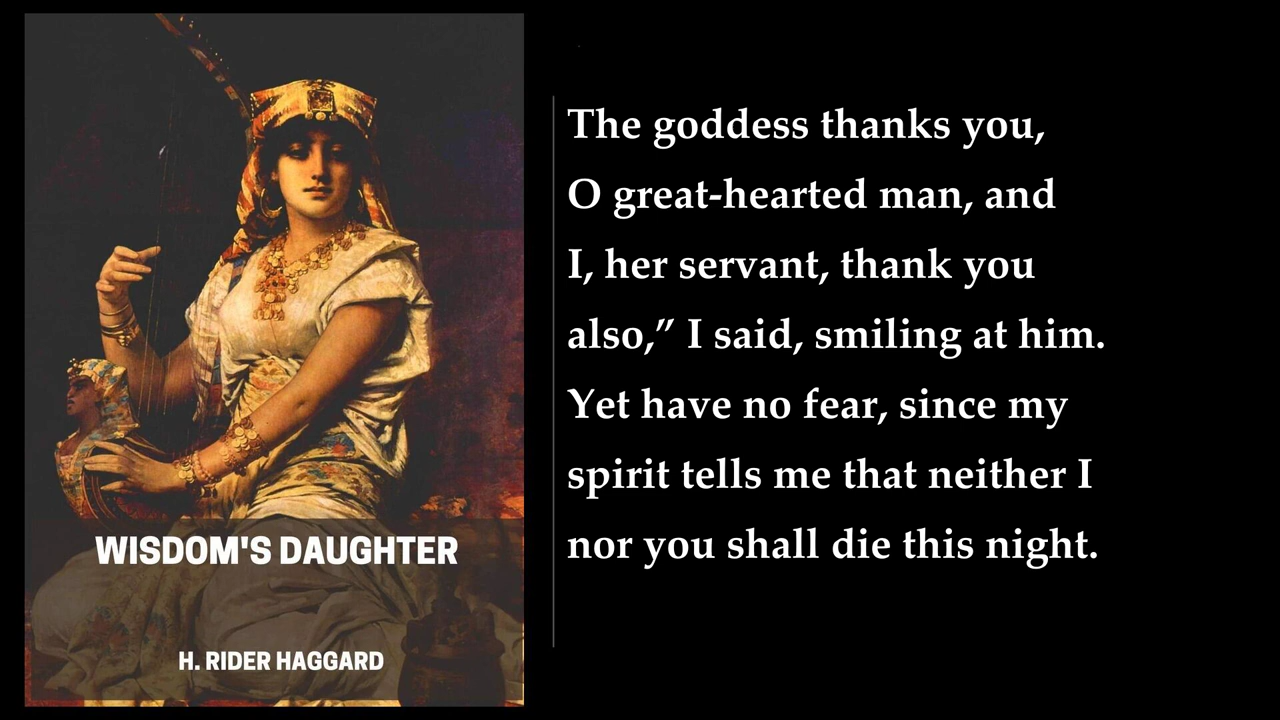 WISDOM'S DAUGHTER
H. RIDER HAGGARD
The goddess thanks you,
O great-hearted man, and
I, her servant, thank you
also,” I said, smiling at him.
Yet have no fear, since my
spirit tells me that neither I
nor you shall die this night.